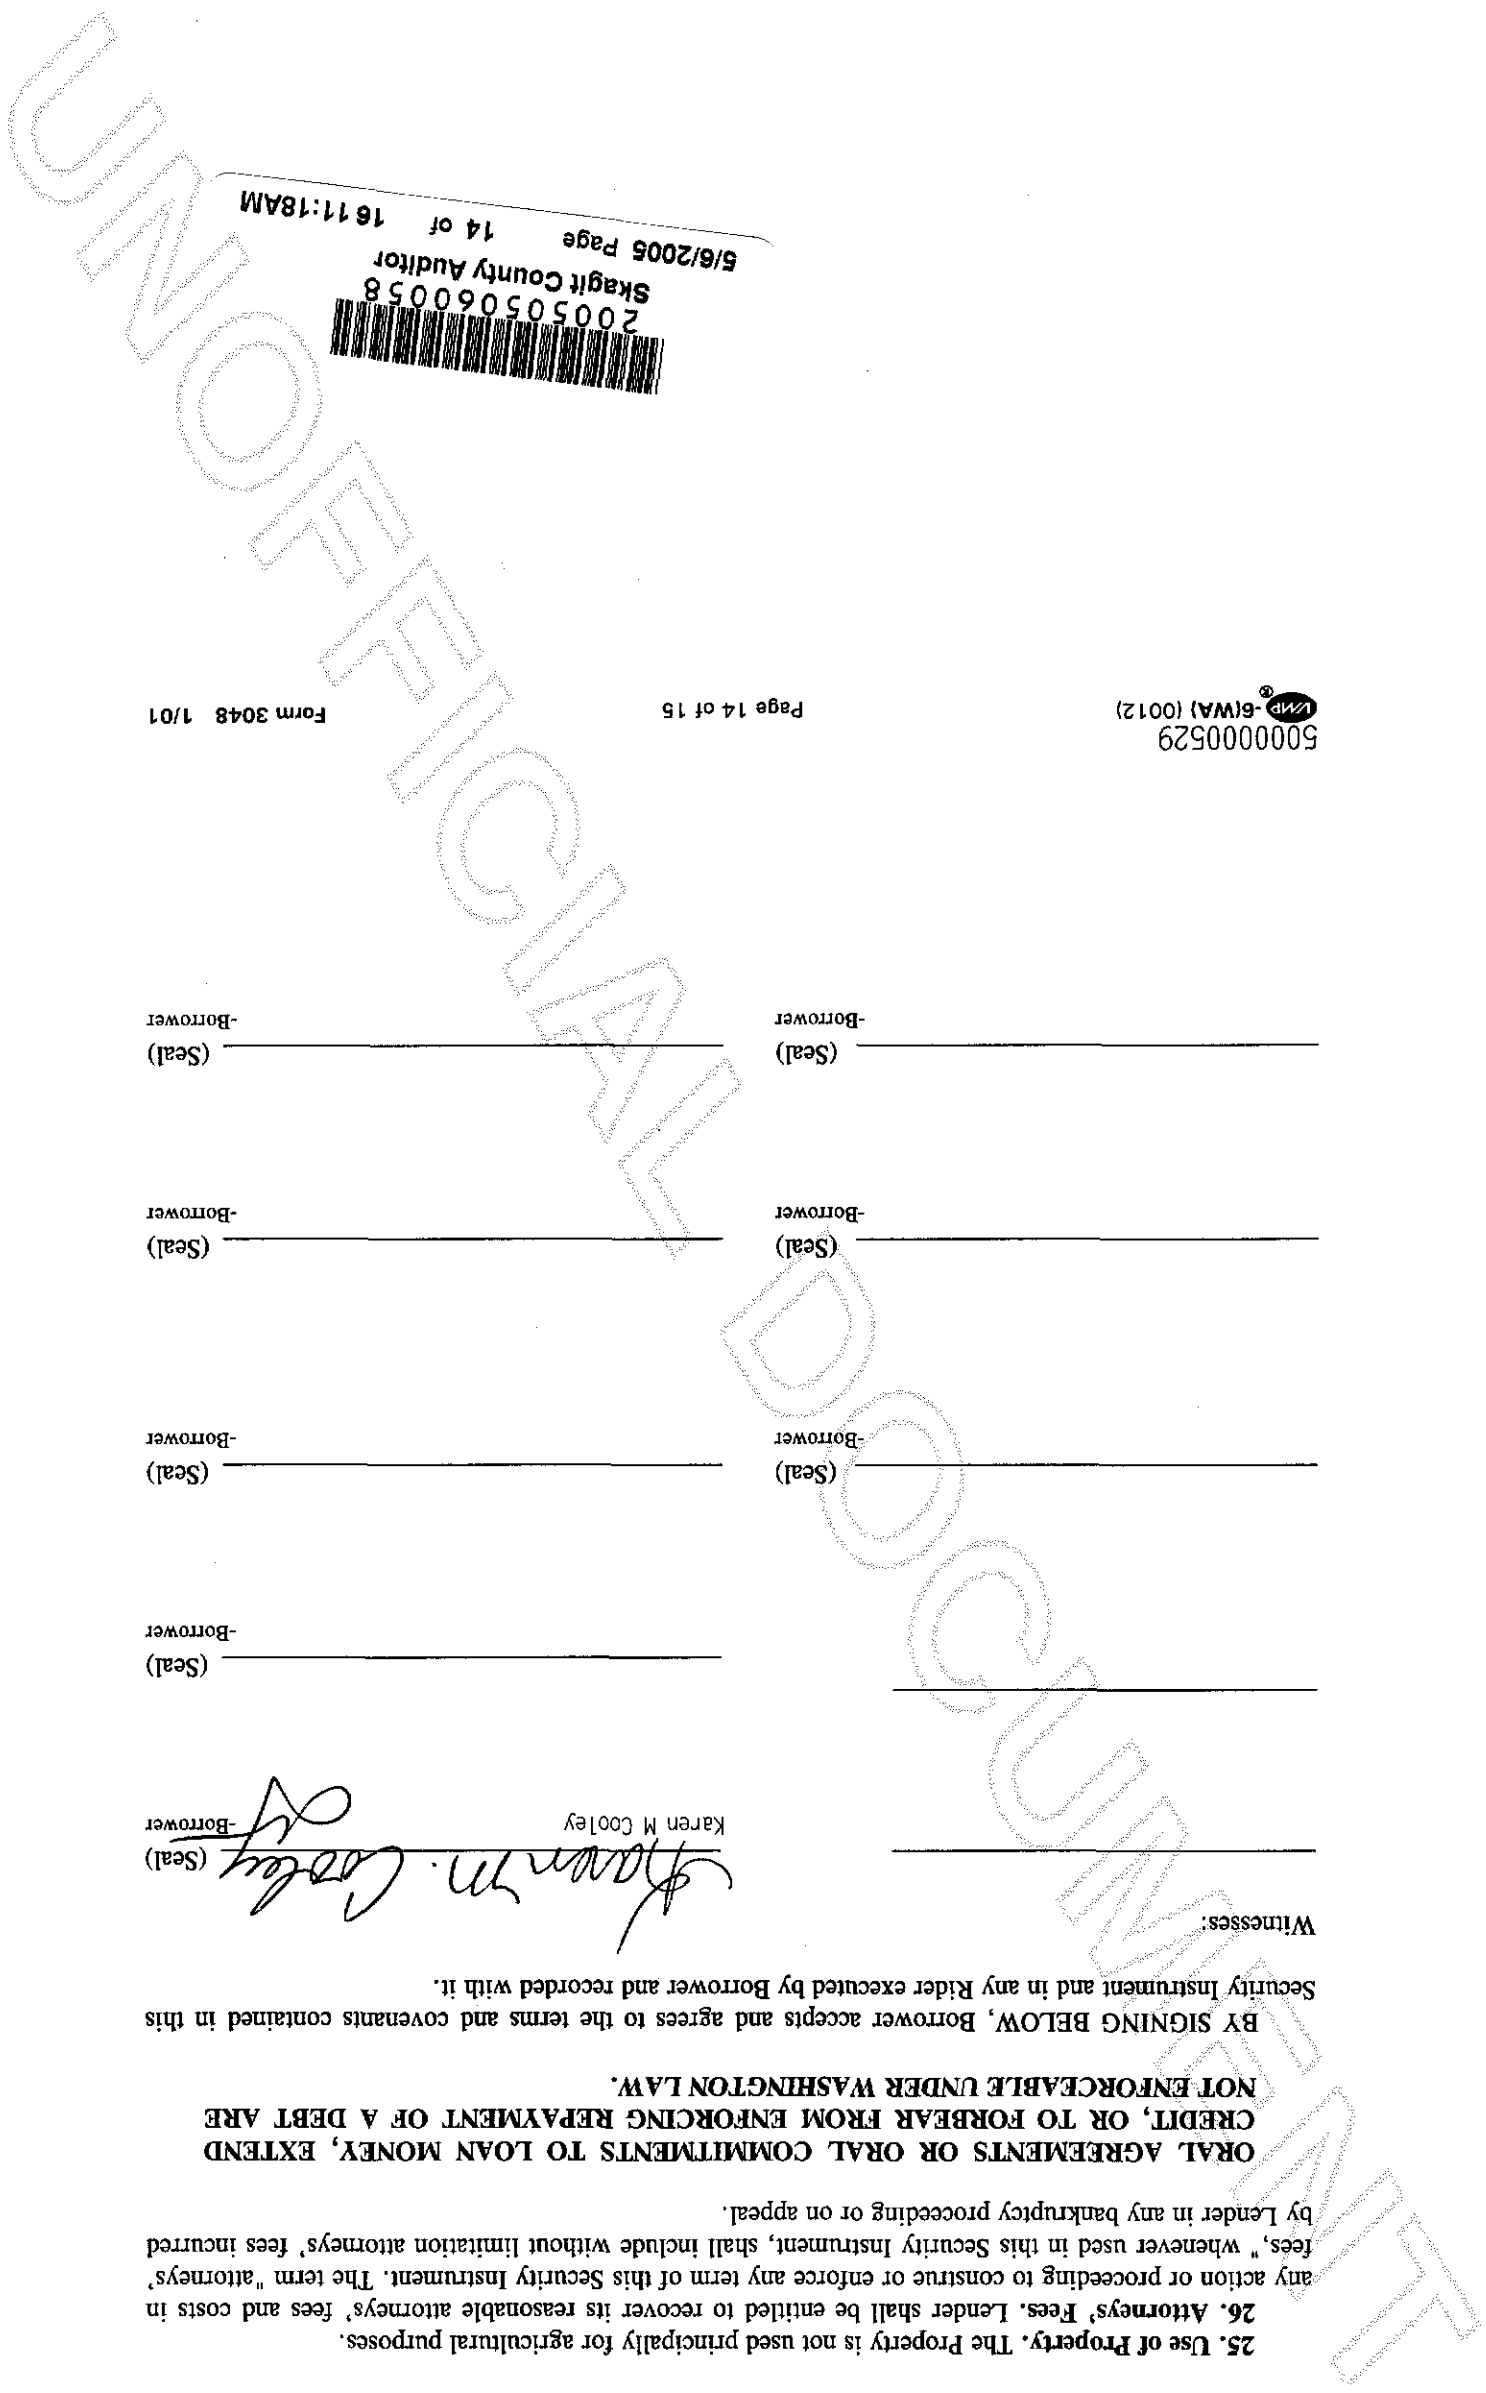 25. Use of Property. The Property is not used principally for agricultural purposes.
26. Attorneys' Fees. Lender shall be entitled to recover its reasonable attorneys' fees and costs in
any action or proceeding to construe or enforce any term of this Security Instrument. The term "attorneys'
fees," whenever used in this Security Instrument, shall include without limitation attorneys' fees incurred
by Lender in any bankruptcy proceeding or on appeal.
ORAL AGREEMENTS OR ORAL COMMITMENTS TO LOAN MONEY, EXTEND
CREDIT, OR TO FORBEAR FROM ENFORCING REPAYMENT OF A DEBT ARE
NOT ENFORCEABLE UNDER WASHINGTON LAW.
BY SIGNING BELOW, Borrower accepts and agrees to the terms and covenants contained in this
Security Instrument and in any Rider executed by Borrower and recorded with it.
Witnesses:
Karen M. Cooley (Seal)
Karen M Cooley -Borrower
(Seal)
-Borrower
(Seal) (Seal)
-Borrower -Borrower
(Seal) (Seal)
-Borrower -Borrower
(Seal) (Seal)
-Borrower -Borrower
500000529
VMP® -6(WA) (0012) Page 14 of 15 Form 3048 1/01
200505060058
Skagit County Auditor
5/6/2005 Page 14 of 16 11:18AM
UNOFFICIAL DOCUMENT